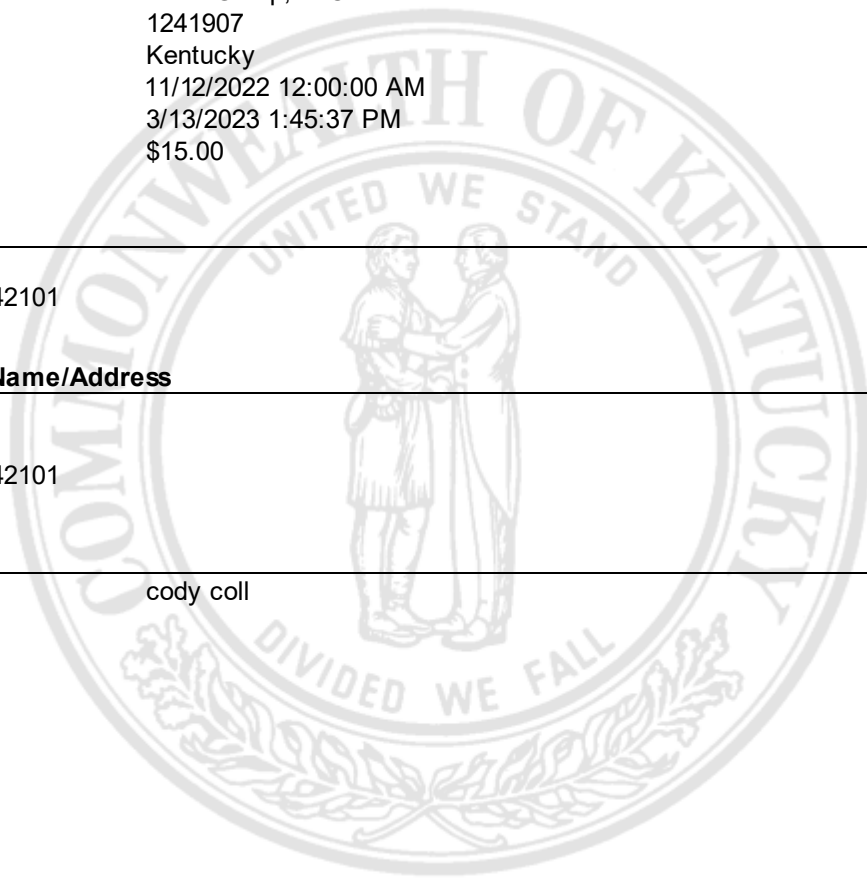 1241907
Kentucky
11/12/2022 12:00:00 AM
3/13/2023 1:45:37 PM
$15.00
COMMONWEALTH OF KENTUCKY
UNITED WE STAND
42101
Name/Address
42101
cody coll
DIVIDED WE FALL